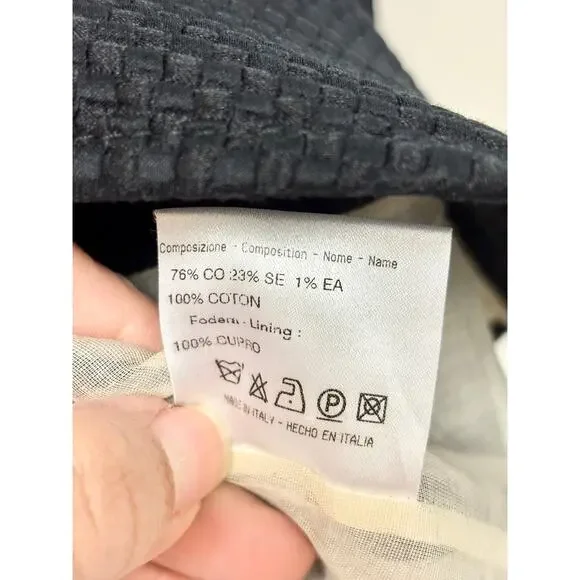 Composizione - Composition - Nome - Name
76% CO 23% SE 1% EA
100% COTON
Fodera - Lining :
100% CUPRO
P
MADE IN ITALY - HECHO EN ITALIA